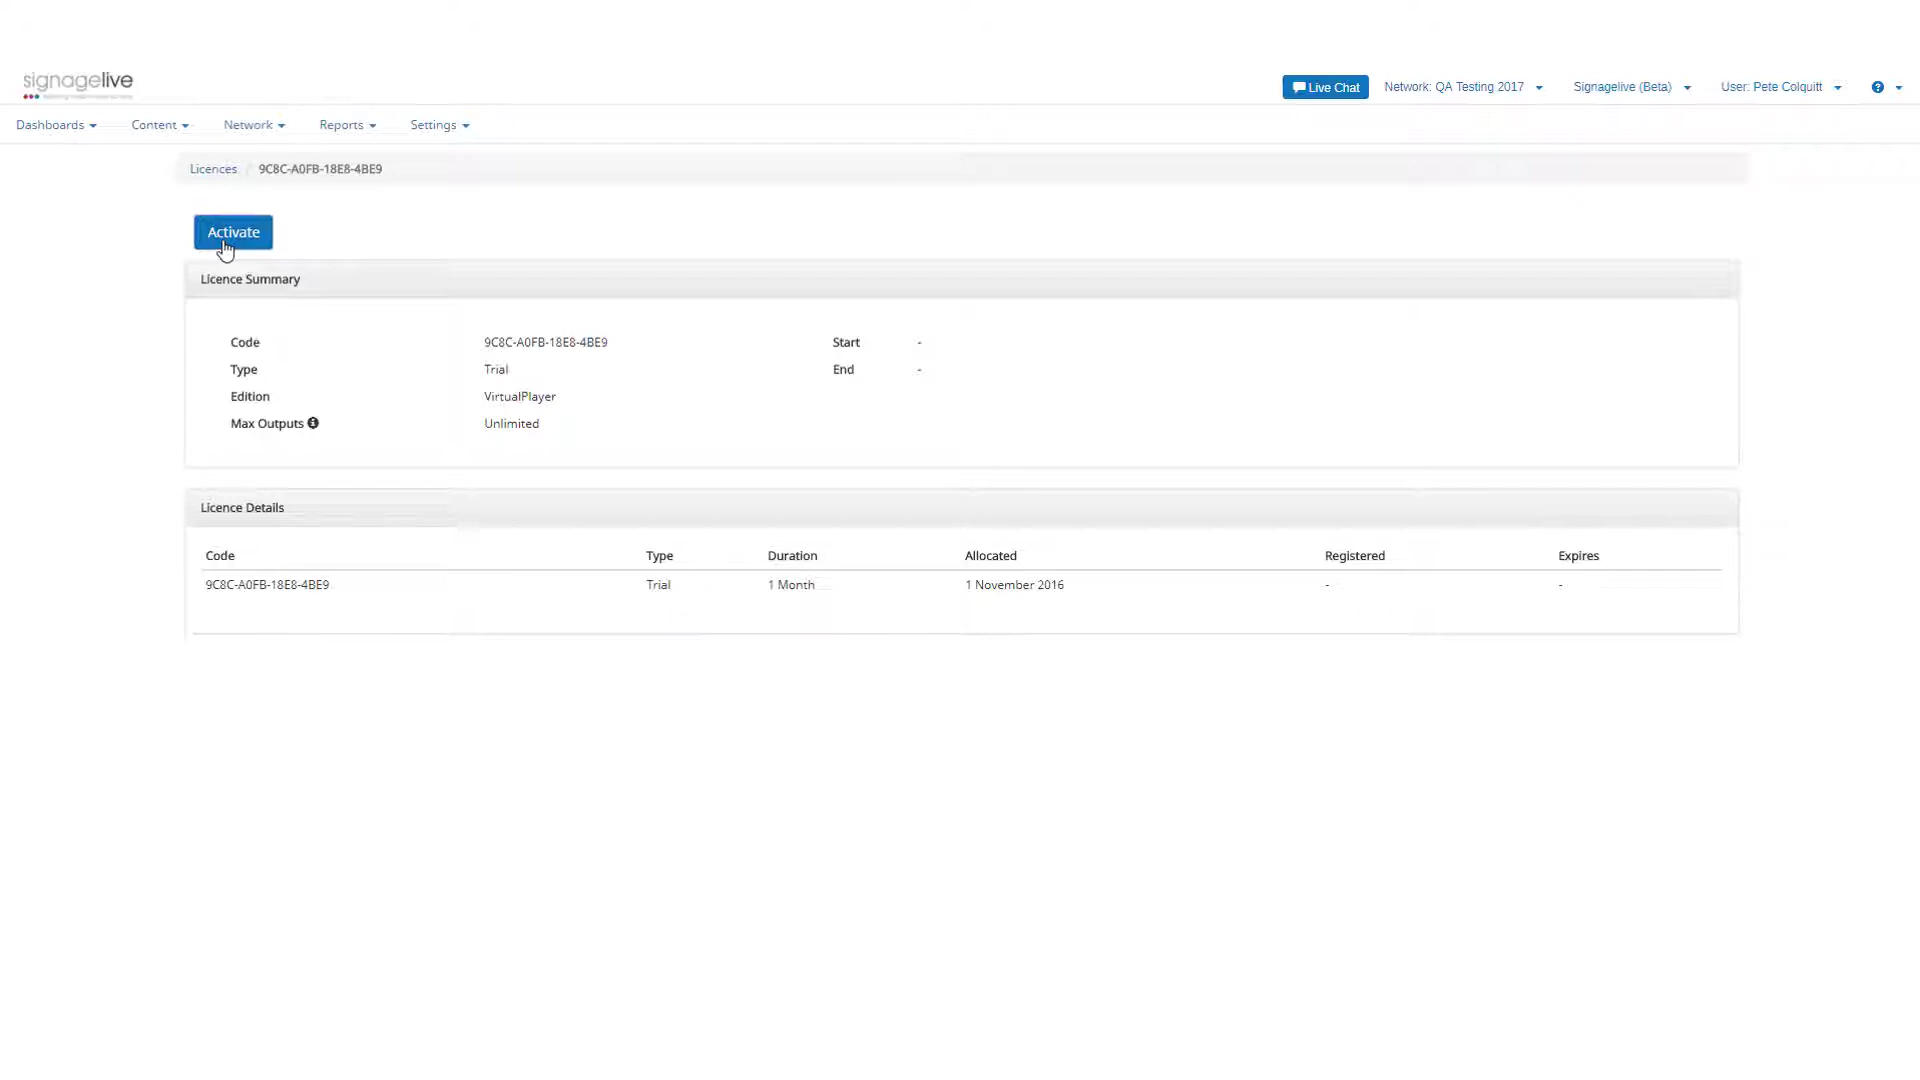 signagelive
Live Chat Network: QA Testing 2017 Signagelive (Beta) User: Pete Colquitt ?
Dashboards Content Network Reports Settings
Licences / 9C8C-A0FB-18E8-4BE9
Activate
Licence Summary
Code 9C8C-A0FB-18E8-4BE9 Start -
Type Trial End -
Edition VirtualPlayer
Max Outputs Unlimited
Licence Details
Code Type Duration Allocated Registered Expires
9C8C-A0FB-18E8-4BE9 Trial 1 Month 1 November 2016 - -